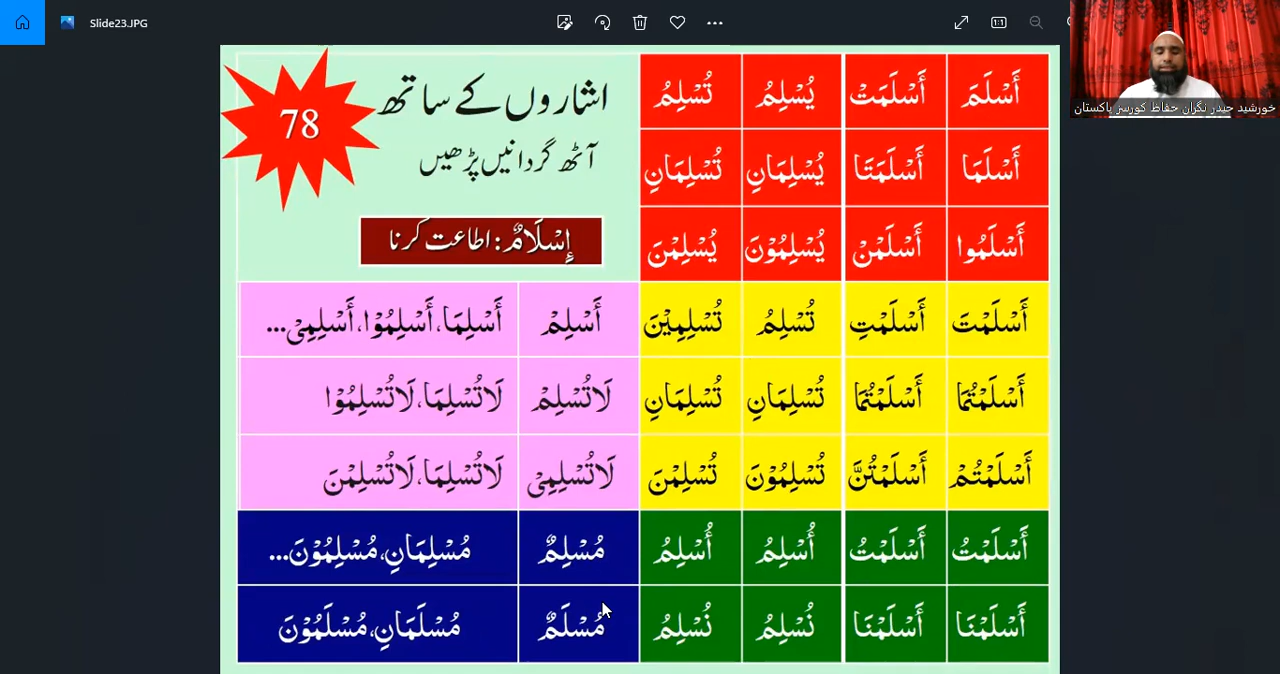 Slide23.JPG
خورشید حیدر نگران حفاظ کورسز پاکستان
78
اشاروں کے ساتھ
آٹھ گردانیں پڑھیں
إِسْلَامٌ: اطاعت کرنا
أَسْلَمَ أَسْلَمَتْ يُسْلِمُ تُسْلِمُ
أَسْلَمَا أَسْلَمَتَا يُسْلِمَانِ تُسْلِمَانِ
أَسْلَمُوا أَسْلَمْنَ يُسْلِمُوْنَ يُسْلِمْنَ
أَسْلَمْتَ أَسْلَمْتِ تُسْلِمُ تُسْلِمِيْنَ أَسْلِمْ أَسْلِمَا، أَسْلِمُوْا، أَسْلِمِىْ...
أَسْلَمْتُمَا أَسْلَمْتُمَا تُسْلِمَانِ تُسْلِمَانِ لَاتُسْلِمْ لَاتُسْلِمَا، لَاتُسْلِمُوْا
أَسْلَمْتُمْ أَسْلَمْتُنَّ تُسْلِمُوْنَ تُسْلِمْنَ لَاتُسْلِمِىْ لَاتُسْلِمَا، لَاتُسْلِمْنَ
أَسْلَمْتُ أَسْلَمْتُ أُسْلِمُ أُسْلِمُ مُسْلِمٌ مُسْلِمَانِ، مُسْلِمُوْنَ...
أَسْلَمْنَا أَسْلَمْنَا نُسْلِمُ نُسْلِمُ مُسْلَمٌ مُسْلَمَانِ، مُسْلَمُوْنَ